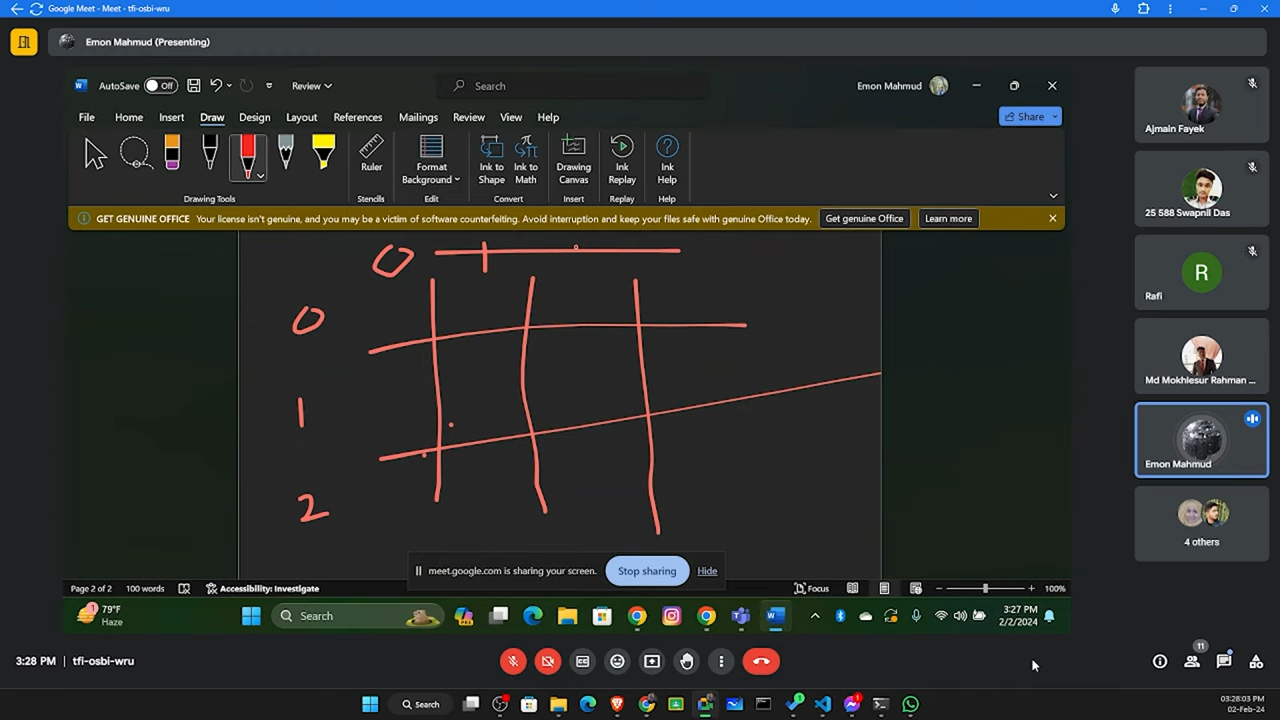 Google Meet - Meet - tfi-osbi-wru
Emon Mahmud (Presenting)
AutoSave Off Review Search Emon Mahmud
File Home Insert Draw Design Layout References Mailings Review View Help Share
Ruler
Format Background
Ink to Shape
Ink to Math
Drawing Canvas
Ink Replay
Ink Help
Drawing Tools Stencils Edit Convert Insert Replay Help
GET GENUINE OFFICE Your license isn't genuine, and you may be a victim of software counterfeiting. Avoid interruption and keep your files safe with genuine Office today. Get genuine Office Learn more
0
0
1
2
meet.google.com is sharing your screen. Stop sharing Hide
Page 2 of 2 100 words Accessibility: Investigate Focus 100%
79°F
Haze
Search
3:27 PM
2/2/2024
Ajmain Fayek
25 588 Swapnil Das
R
Rafi
Md Mokhlesur Rahman ...
Emon Mahmud
4 others
3:28 PM | tfi-osbi-wru
11
Search
03:28:03 PM
02-Feb-24